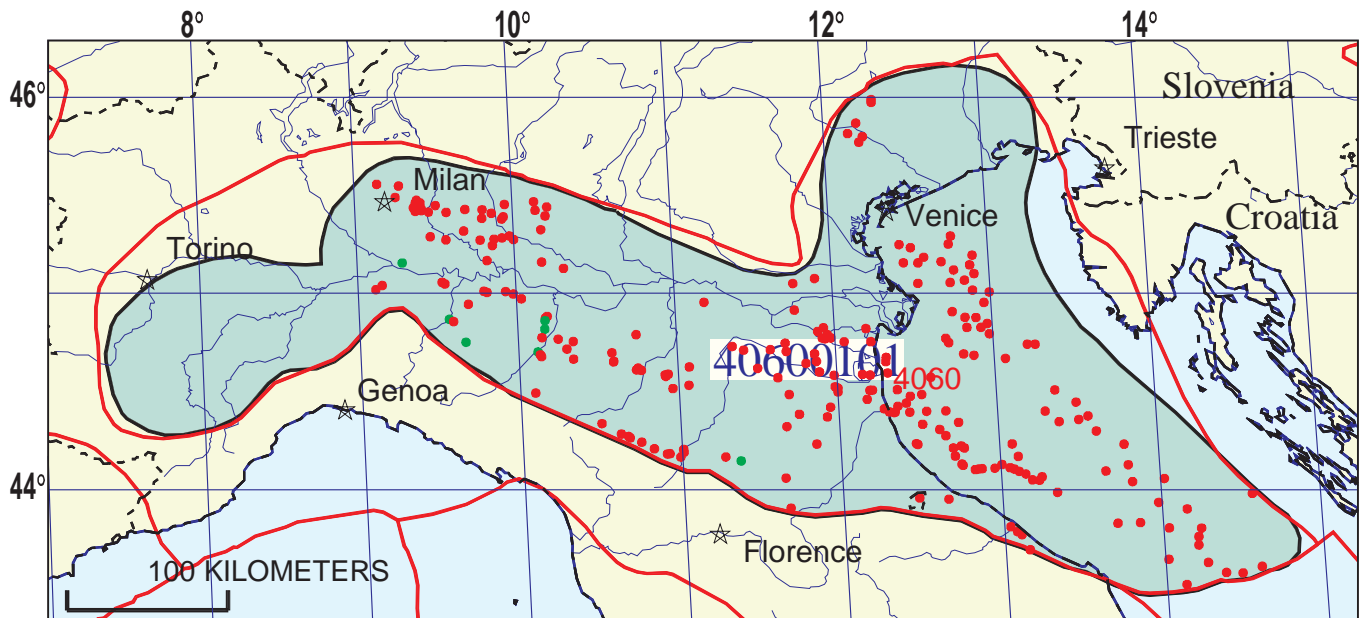 8° 10° 12° 14°
46°
Slovenia
Trieste
Milan
Croatia
Venice
Torino
40600101
4060
Genoa
44°
Florence
100 KILOMETERS